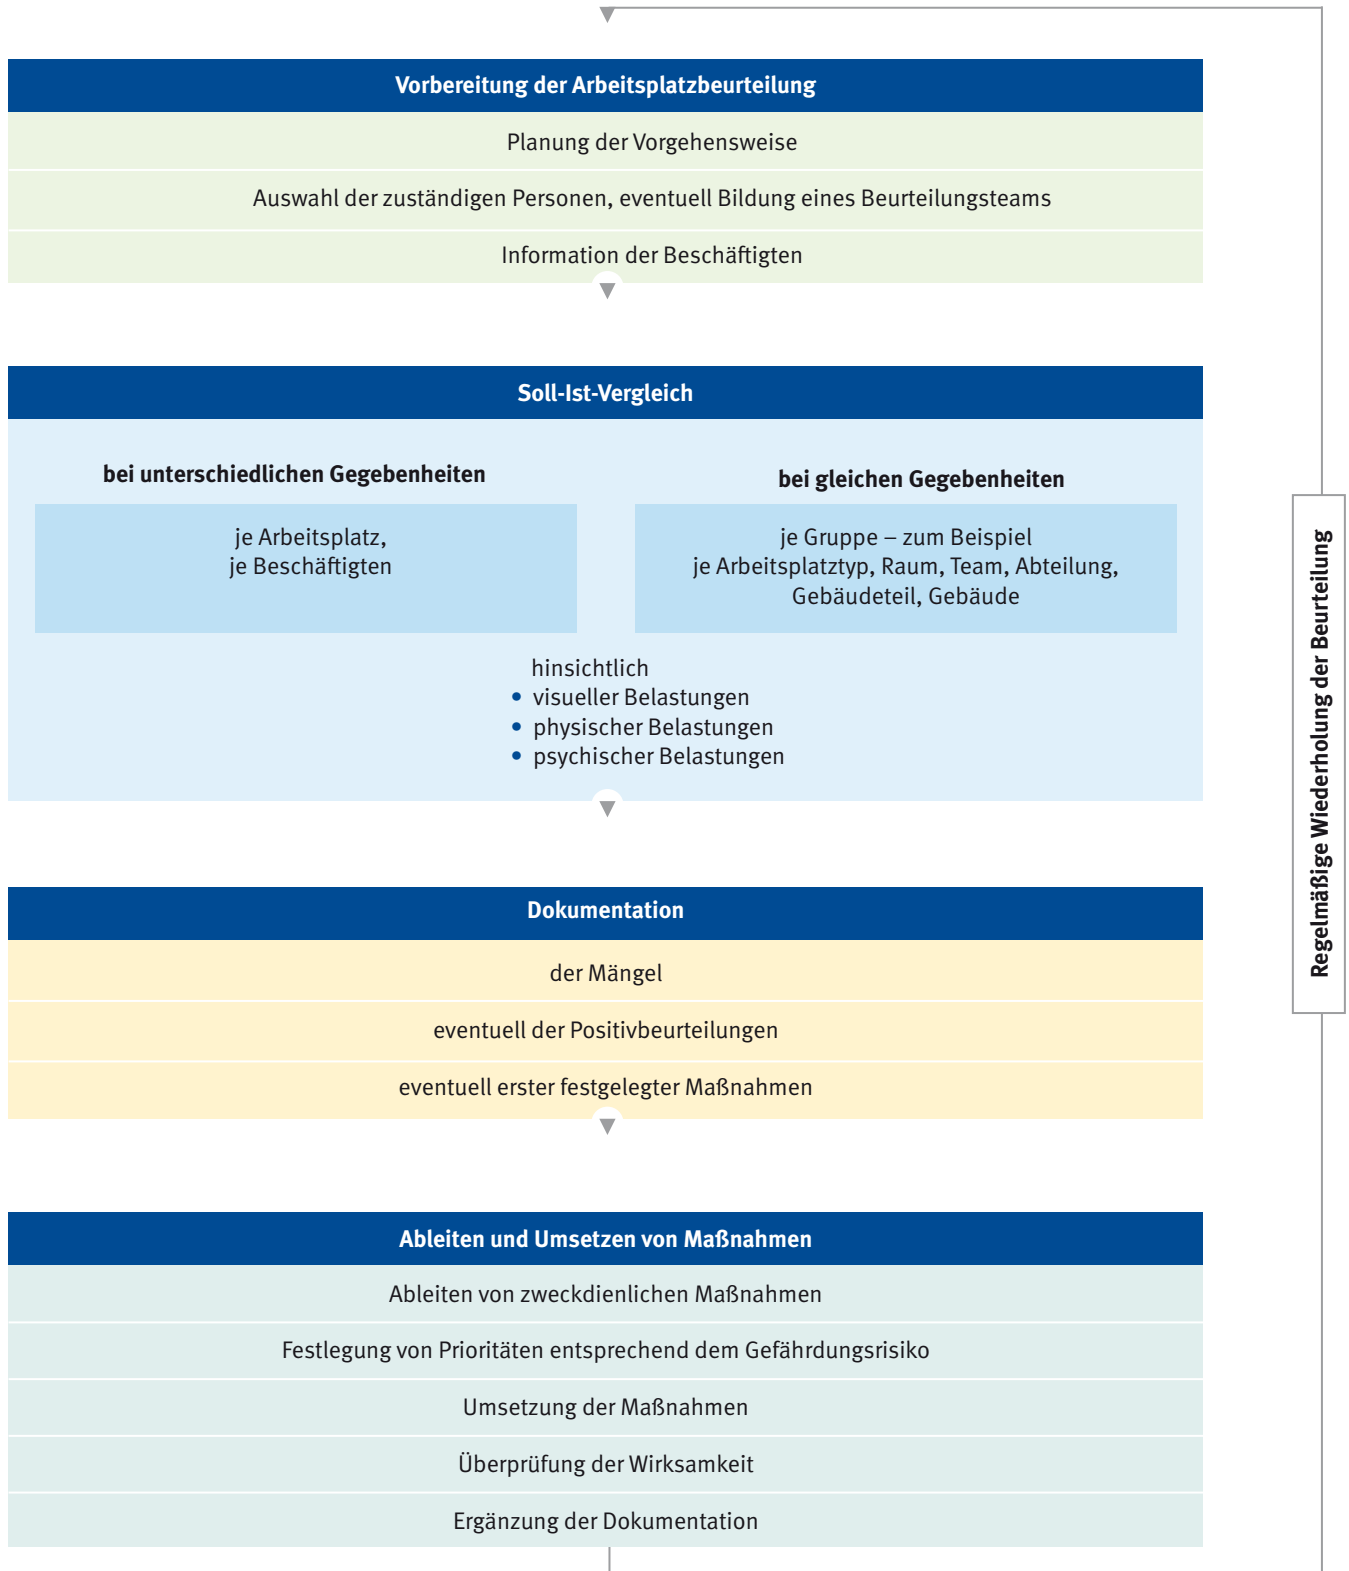 Vorbereitung der Arbeitsplatzbeurteilung
Planung der Vorgehensweise
Auswahl der zuständigen Personen, eventuell Bildung eines Beurteilungsteams
Information der Beschäftigten
Soll-Ist-Vergleich
bei unterschiedlichen Gegebenheiten
je Arbeitsplatz,
je Beschäftigten
bei gleichen Gegebenheiten
je Gruppe – zum Beispiel
je Arbeitsplatztyp, Raum, Team, Abteilung,
Gebäudeteil, Gebäude
hinsichtlich
• visueller Belastungen
• physischer Belastungen
• psychischer Belastungen
Dokumentation
der Mängel
eventuell der Positivbeurteilungen
eventuell erster festgelegter Maßnahmen
Ableiten und Umsetzen von Maßnahmen
Ableiten von zweckdienlichen Maßnahmen
Festlegung von Prioritäten entsprechend dem Gefährdungsrisiko
Umsetzung der Maßnahmen
Überprüfung der Wirksamkeit
Ergänzung der Dokumentation
Regelmäßige Wiederholung der Beurteilung